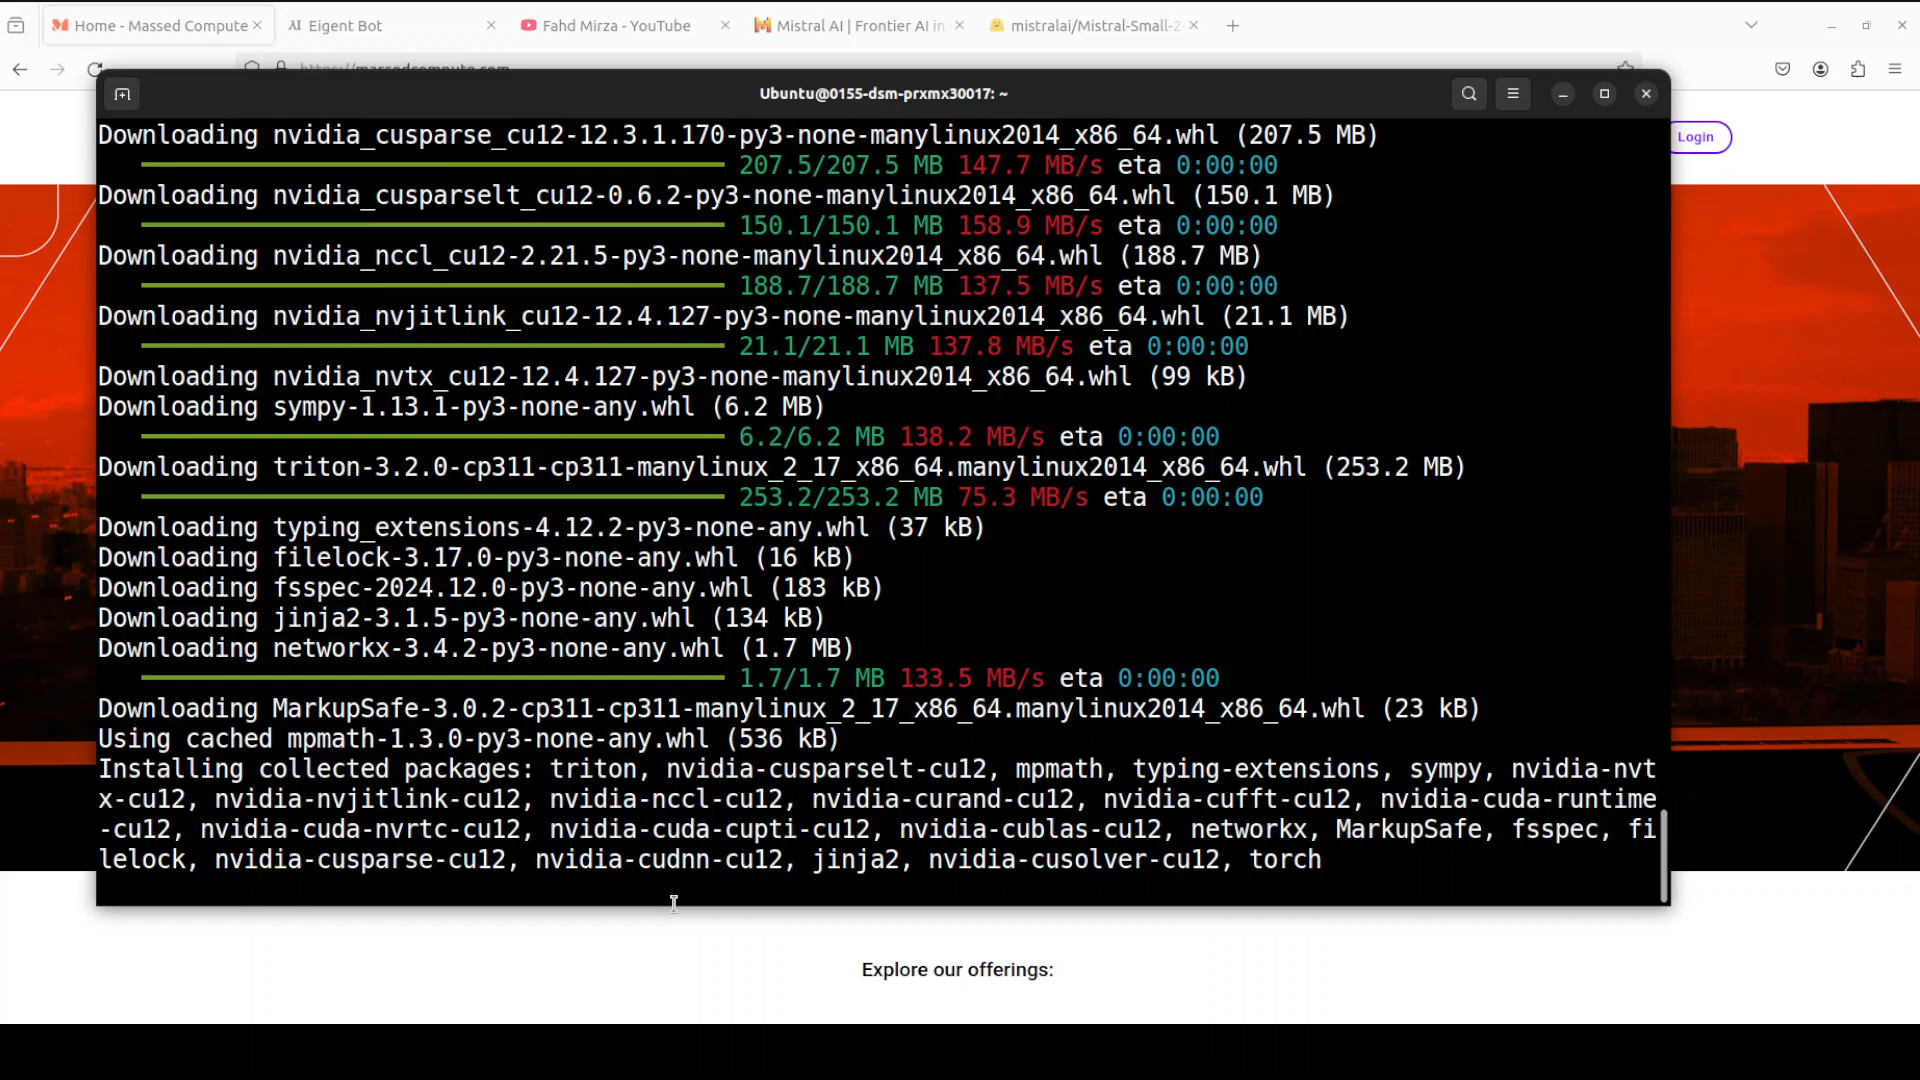 Home - Massed Compute
Eigent Bot
Fahd Mirza - YouTube
Mistral AI | Frontier AI in
mistralai/Mistral-Small-2
https://massedcompute.com
Ubuntu@0155-dsm-prxmx30017: ~
Login
Downloading nvidia_cusparse_cu12-12.3.1.170-py3-none-manylinux2014_x86_64.whl (207.5 MB)
207.5/207.5 MB 147.7 MB/s eta 0:00:00
Downloading nvidia_cusparselt_cu12-0.6.2-py3-none-manylinux2014_x86_64.whl (150.1 MB)
150.1/150.1 MB 158.9 MB/s eta 0:00:00
Downloading nvidia_nccl_cu12-2.21.5-py3-none-manylinux2014_x86_64.whl (188.7 MB)
188.7/188.7 MB 137.5 MB/s eta 0:00:00
Downloading nvidia_nvjitlink_cu12-12.4.127-py3-none-manylinux2014_x86_64.whl (21.1 MB)
21.1/21.1 MB 137.8 MB/s eta 0:00:00
Downloading nvidia_nvtx_cu12-12.4.127-py3-none-manylinux2014_x86_64.whl (99 kB)
Downloading sympy-1.13.1-py3-none-any.whl (6.2 MB)
6.2/6.2 MB 138.2 MB/s eta 0:00:00
Downloading triton-3.2.0-cp311-cp311-manylinux_2_17_x86_64.manylinux2014_x86_64.whl (253.2 MB)
253.2/253.2 MB 75.3 MB/s eta 0:00:00
Downloading typing_extensions-4.12.2-py3-none-any.whl (37 kB)
Downloading filelock-3.17.0-py3-none-any.whl (16 kB)
Downloading fsspec-2024.12.0-py3-none-any.whl (183 kB)
Downloading jinja2-3.1.5-py3-none-any.whl (134 kB)
Downloading networkx-3.4.2-py3-none-any.whl (1.7 MB)
1.7/1.7 MB 133.5 MB/s eta 0:00:00
Downloading MarkupSafe-3.0.2-cp311-cp311-manylinux_2_17_x86_64.manylinux2014_x86_64.whl (23 kB)
Using cached mpmath-1.3.0-py3-none-any.whl (536 kB)
Installing collected packages: triton, nvidia-cusparselt-cu12, mpmath, typing-extensions, sympy, nvidia-nvt
x-cu12, nvidia-nvjitlink-cu12, nvidia-nccl-cu12, nvidia-curand-cu12, nvidia-cufft-cu12, nvidia-cuda-runtime
-cu12, nvidia-cuda-nvrtc-cu12, nvidia-cuda-cupti-cu12, nvidia-cublas-cu12, networkx, MarkupSafe, fsspec, fi
lelock, nvidia-cusparse-cu12, nvidia-cudnn-cu12, jinja2, nvidia-cusolver-cu12, torch
Explore our offerings: